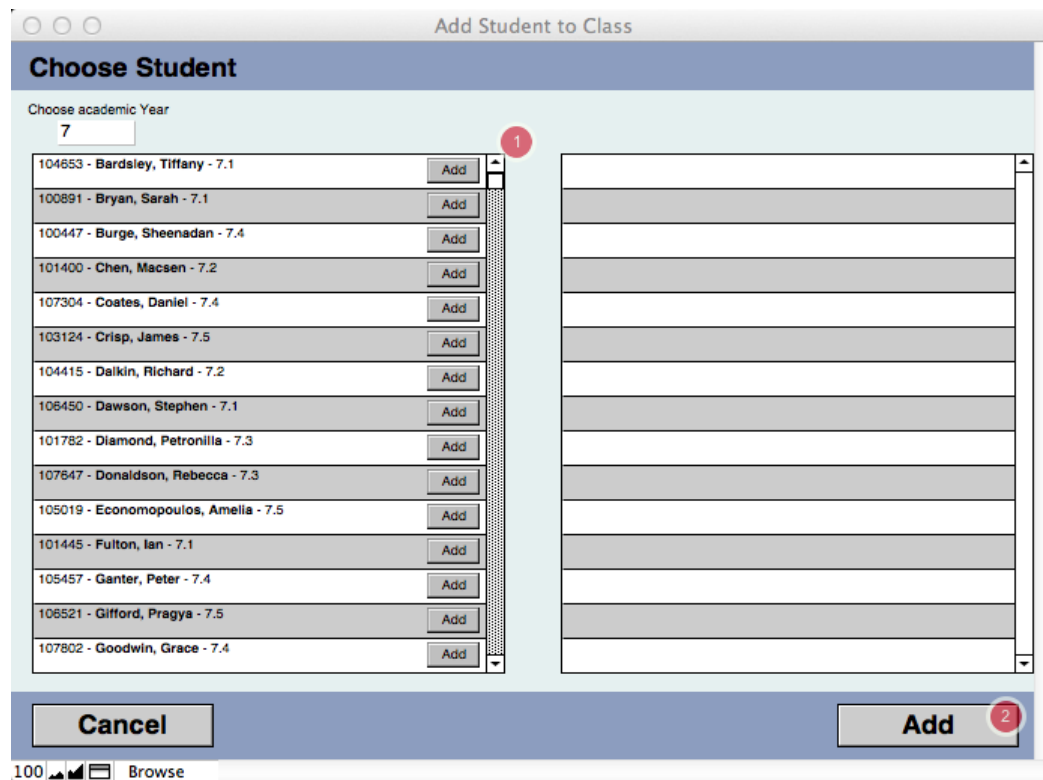 Add Student to Class
Choose Student
Choose academic Year
7
1
104653 - Bardsley, Tiffany - 7.1 Add
100891 - Bryan, Sarah - 7.1 Add
100447 - Burge, Sheenadan - 7.4 Add
101400 - Chen, Macsen - 7.2 Add
107304 - Coates, Daniel - 7.4 Add
103124 - Crisp, James - 7.5 Add
104415 - Dalkin, Richard - 7.2 Add
106450 - Dawson, Stephen - 7.1 Add
101782 - Diamond, Petronilla - 7.3 Add
107647 - Donaldson, Rebecca - 7.3 Add
105019 - Economopoulos, Amelia - 7.5 Add
101445 - Fulton, Ian - 7.1 Add
105457 - Ganter, Peter - 7.4 Add
106521 - Gifford, Pragya - 7.5 Add
107802 - Goodwin, Grace - 7.4 Add
Cancel Add 2
100 Browse